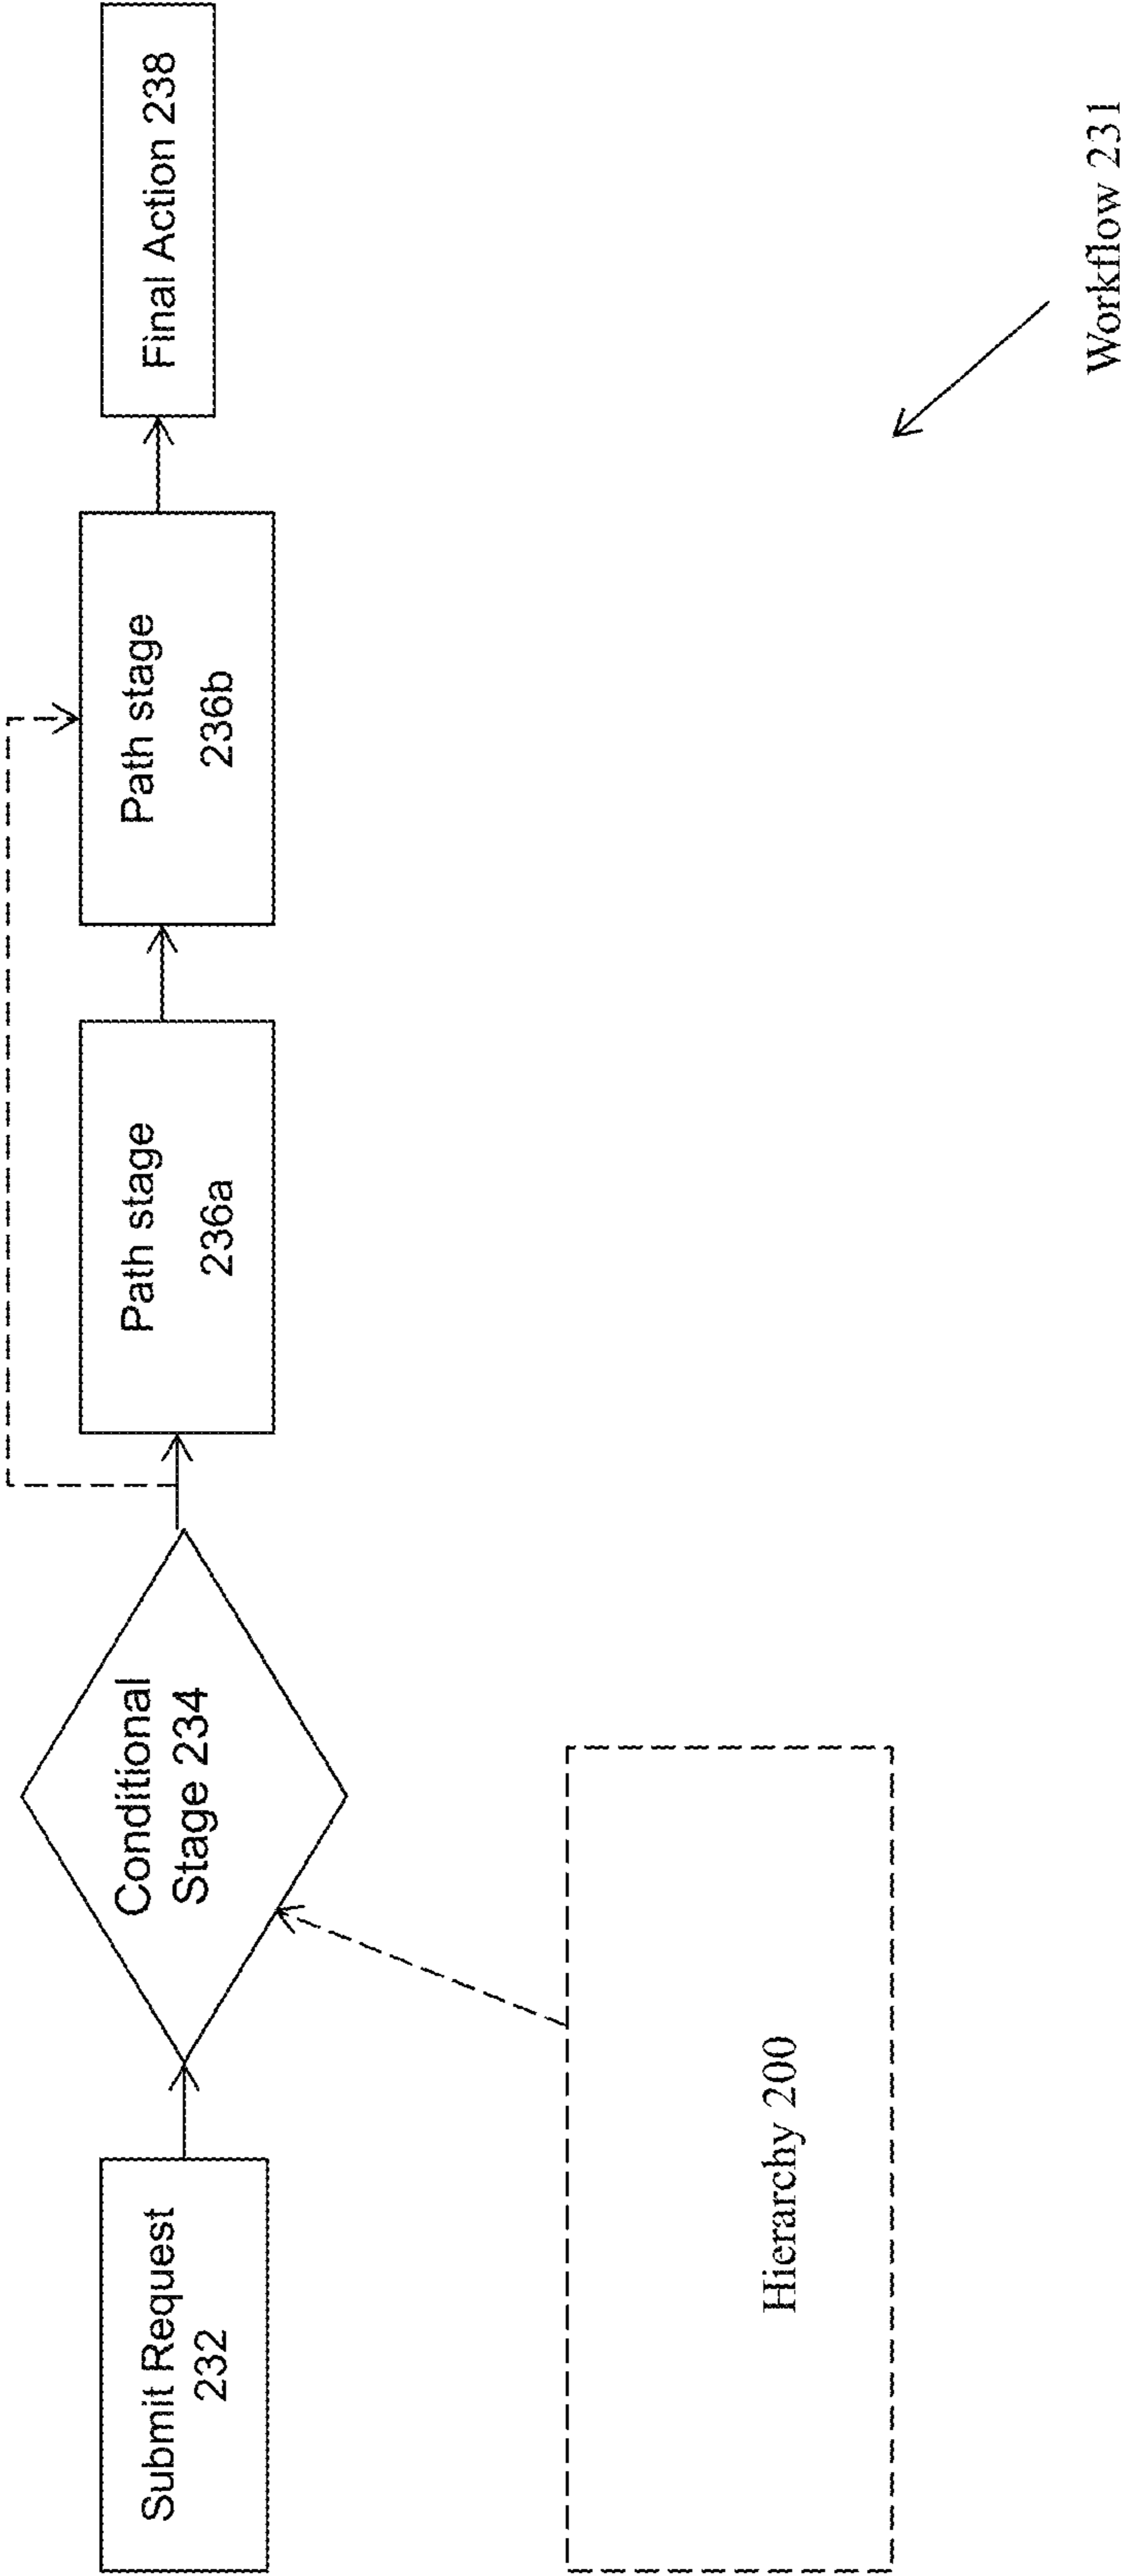 Submit Request
232
Conditional
Stage 234
Path stage
236a
Path stage
236b
Final Action 238
Hierarchy 200
Workflow 231